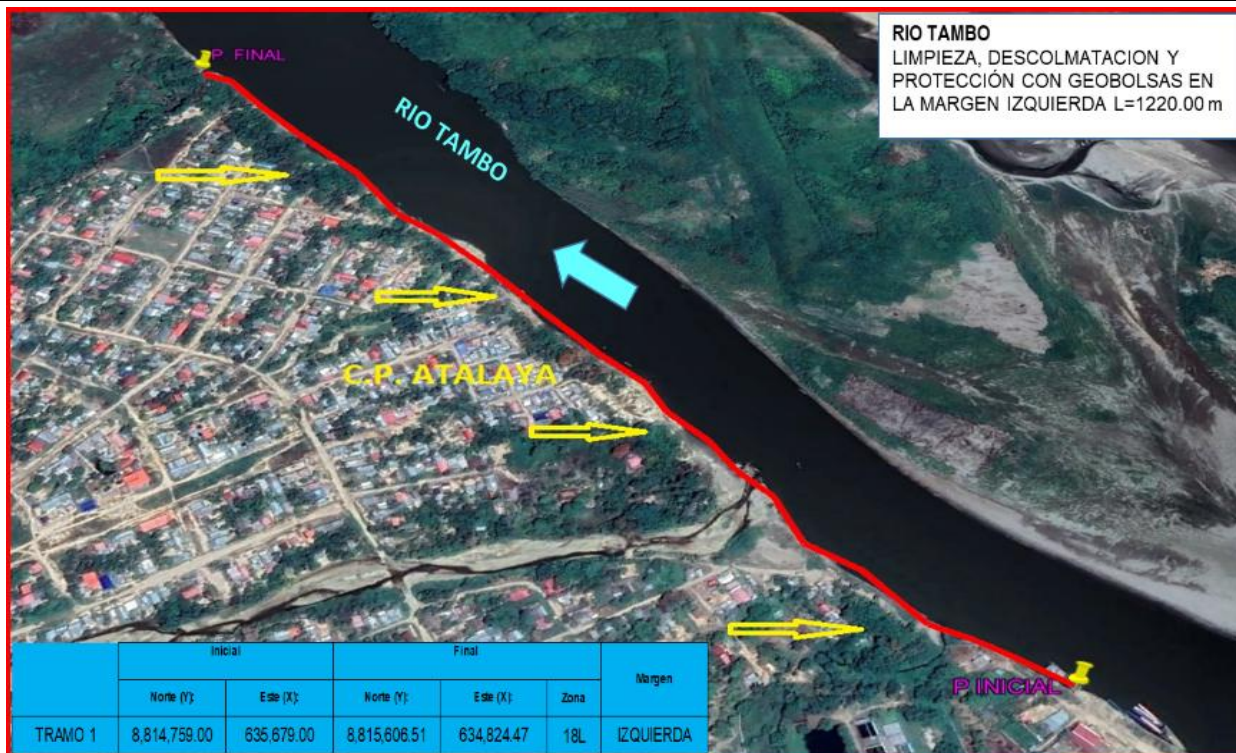 RIO TAMBO
LIMPIEZA, DESCOLMATACION Y
PROTECCIÓN CON GEOBOLSAS EN
LA MARGEN IZQUIERDA L=1220.00 m
P. FINAL
RIO TAMBO
C.P. ATALAYA
P INICIAL
Inicial Final Margen
Norte (Y): Este (X): Norte (Y): Este (X): Zona
TRAMO 1 8,814,759.00 635,679.00 8,815,606.51 634,824.47 18L IZQUIERDA